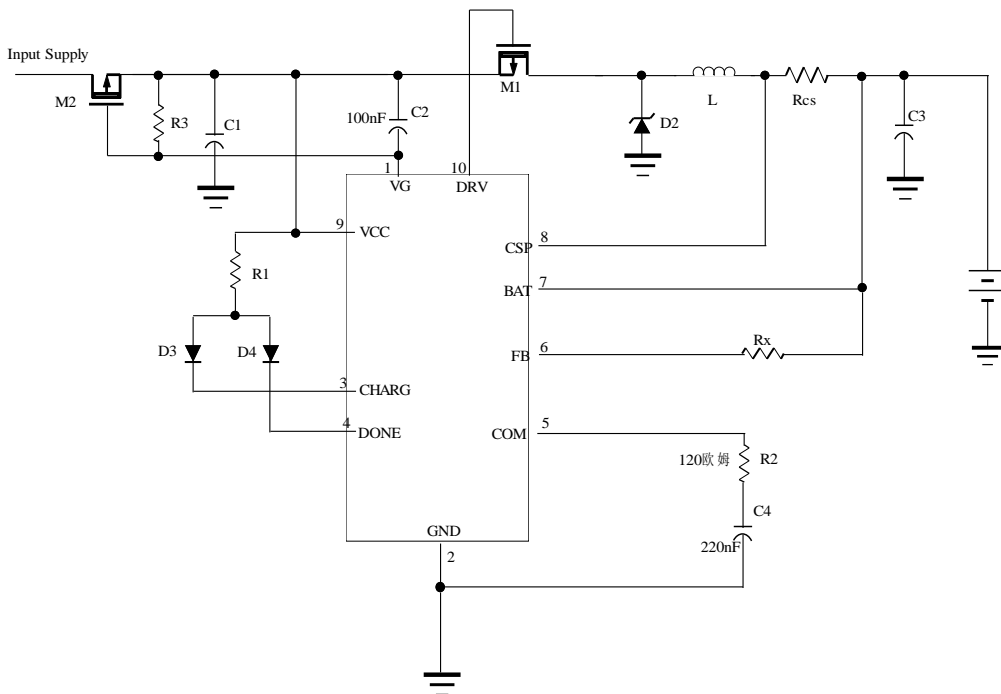 Input Supply
M2
R3
C1
100nF
C2
M1
D2
L
Rcs
C3
1
10
VG
DRV
9
VCC
CSP
8
R1
BAT
7
D3
D4
FB
6
Rx
3
CHARG
4
DONE
COM
5
120欧姆
R2
C4
220nF
GND
2